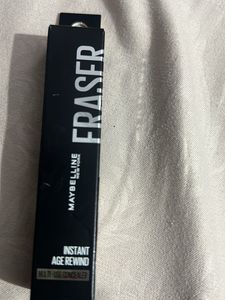 ERASER
MAYBELLINE
NEW YORK
INSTANT
AGE REWIND
MULTI-USE CONCEALER